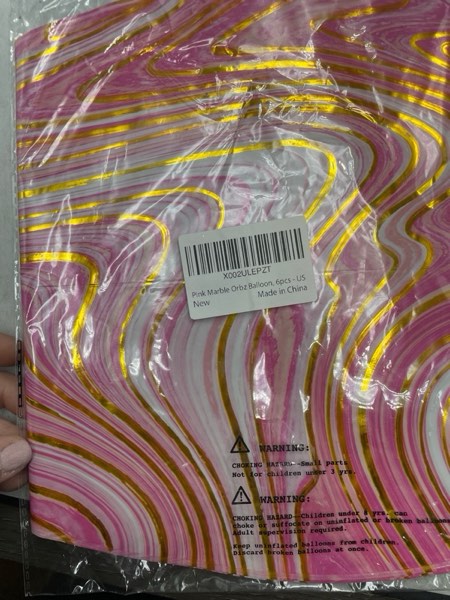 X002ULEPZT
Pink Marble Orbz Balloon, 6pcs - US
New Made in China
WARNING:
CHOKING HAZARD--Small parts
Not for children under 3 yrs.
WARNING:
CHOKING HAZARD--Children under 8 yrs. can
choke or suffocate on uninflated or broken balloons
Adult supervision required.
Keep uninflated balloons from children.
Discard broken balloons at once.